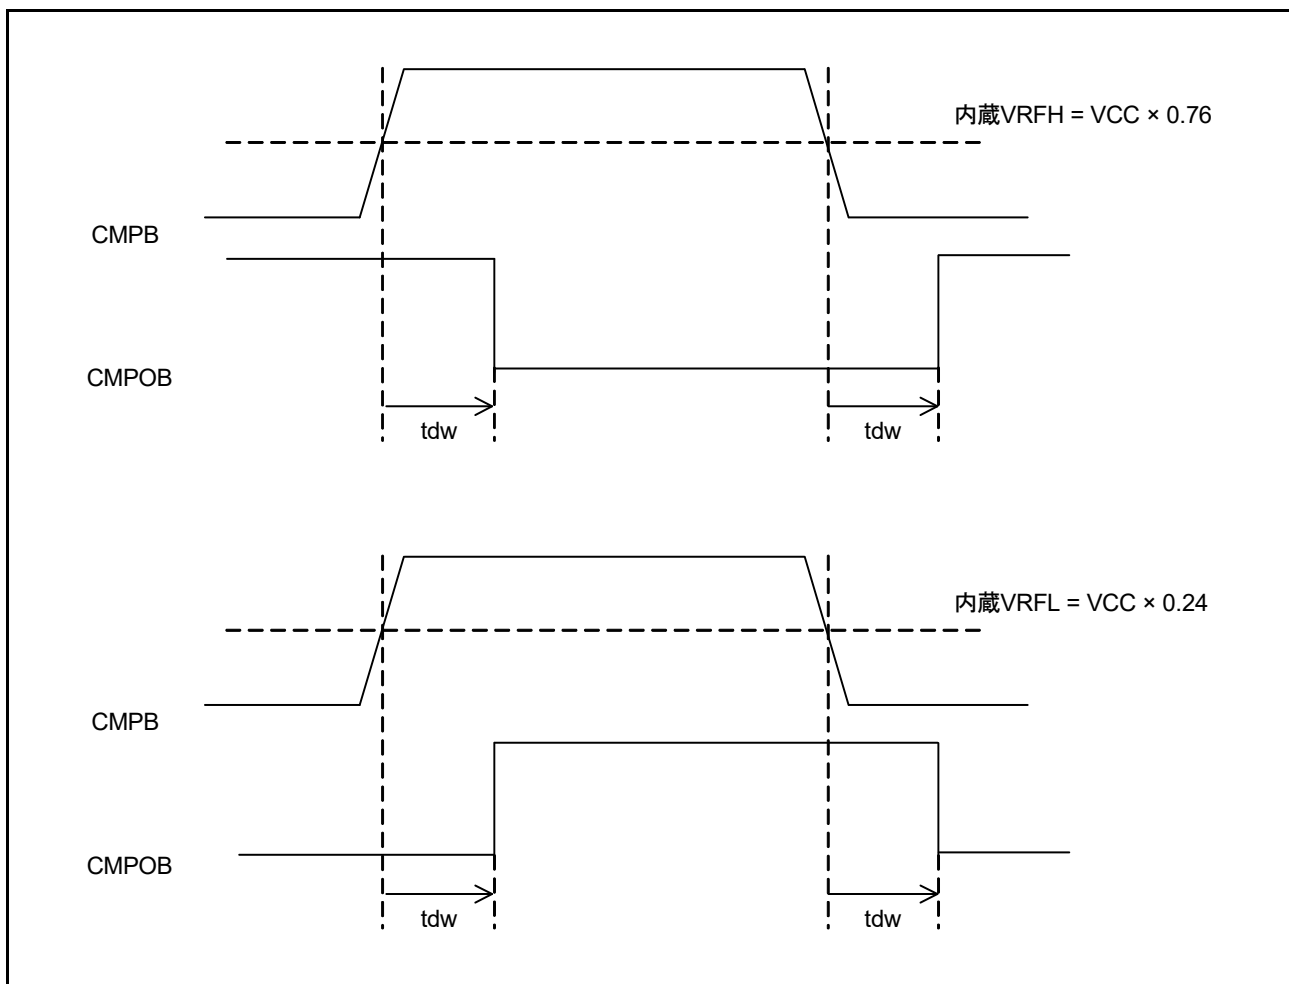 内蔵VRFH = VCC × 0.76
CMPB
CMPOB
tdw
tdw
内蔵VRFL = VCC × 0.24
CMPB
CMPOB
tdw
tdw